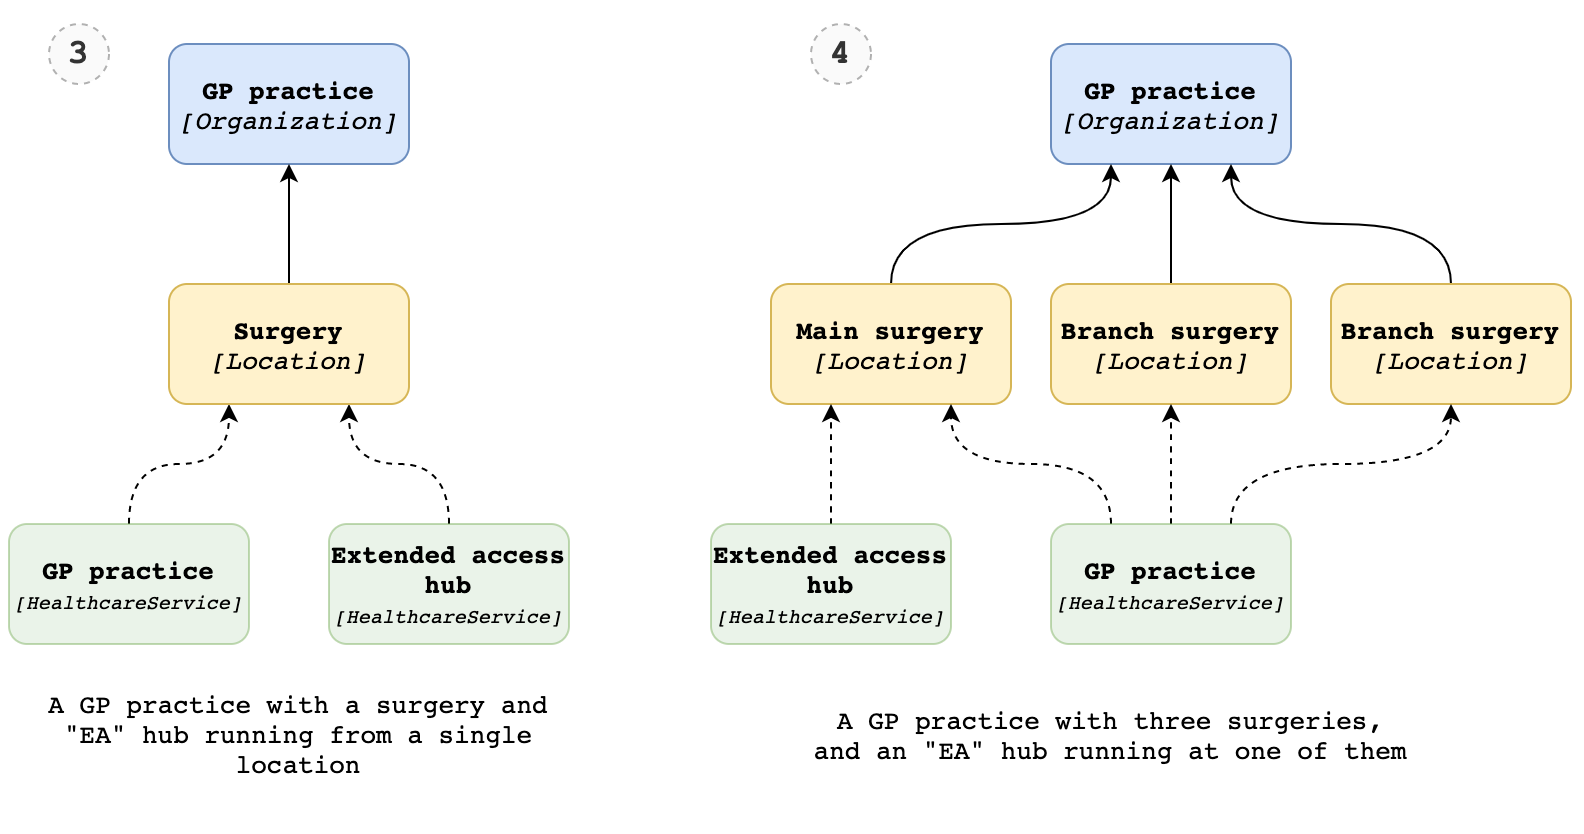 3
GP practice
[Organization]
Surgery
[Location]
GP practice
[HealthcareService]
Extended access
hub
[HealthcareService]
A GP practice with a surgery and
"EA" hub running from a single
location
4
GP practice
[Organization]
Main surgery
[Location]
Branch surgery
[Location]
Branch surgery
[Location]
Extended access
hub
[HealthcareService]
GP practice
[HealthcareService]
A GP practice with three surgeries,
and an "EA" hub running at one of them